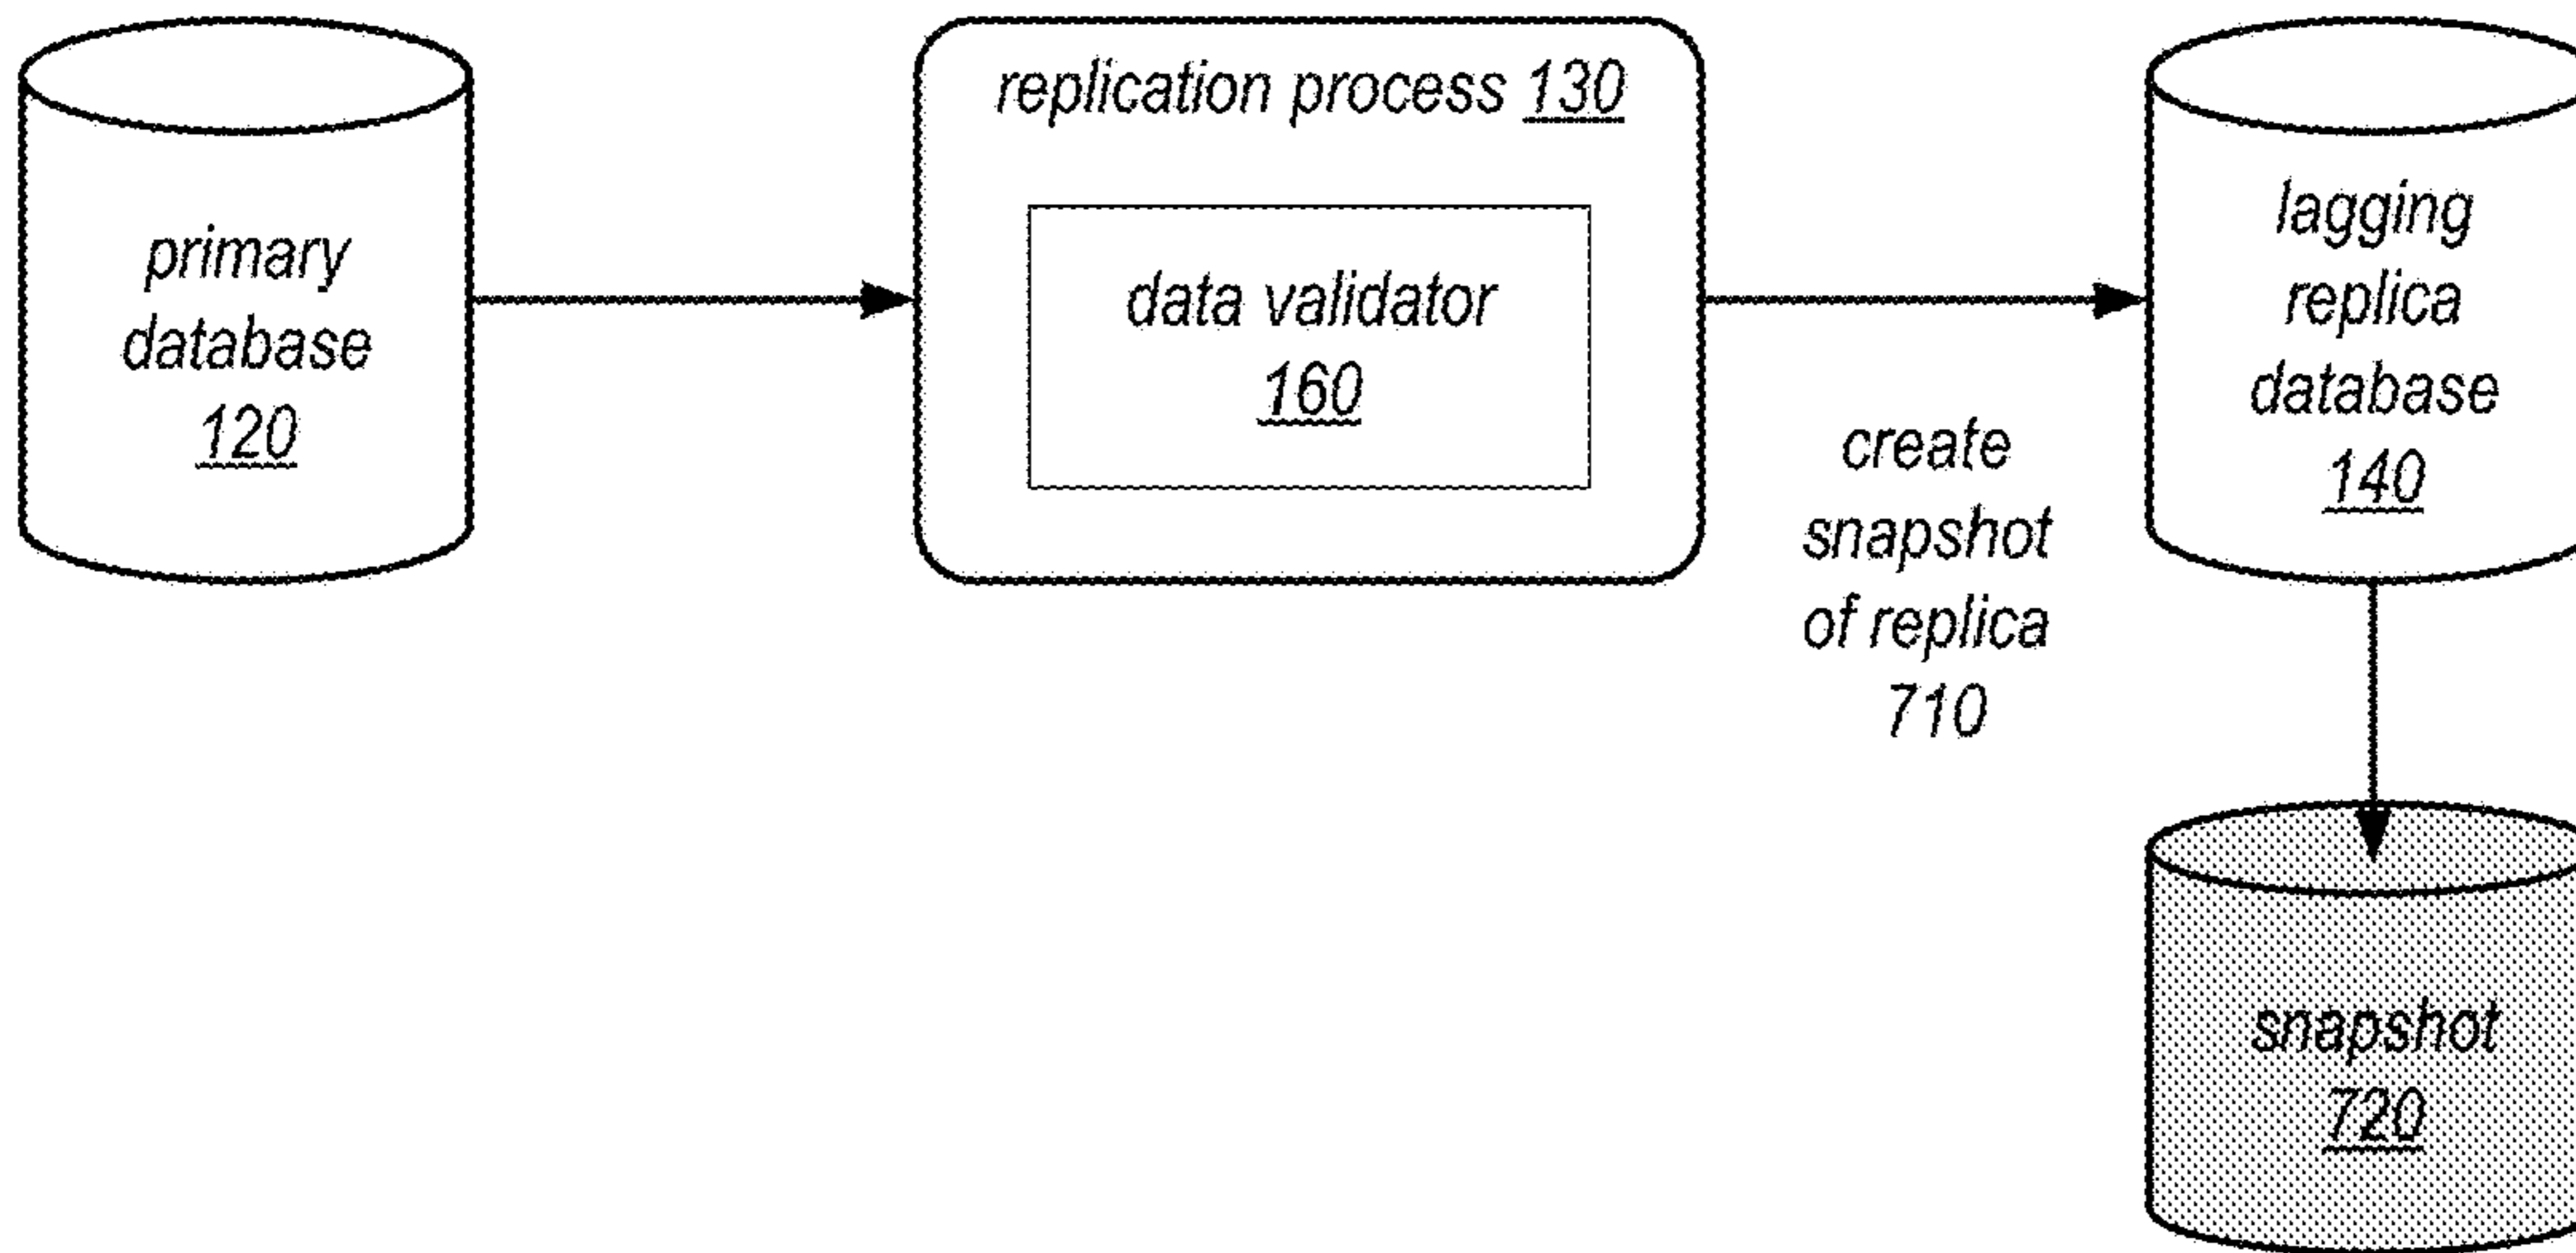 primary
database
120
replication process 130
data validator
160
create
snapshot
of replica
710
lagging
replica
database
140
snapshot
720